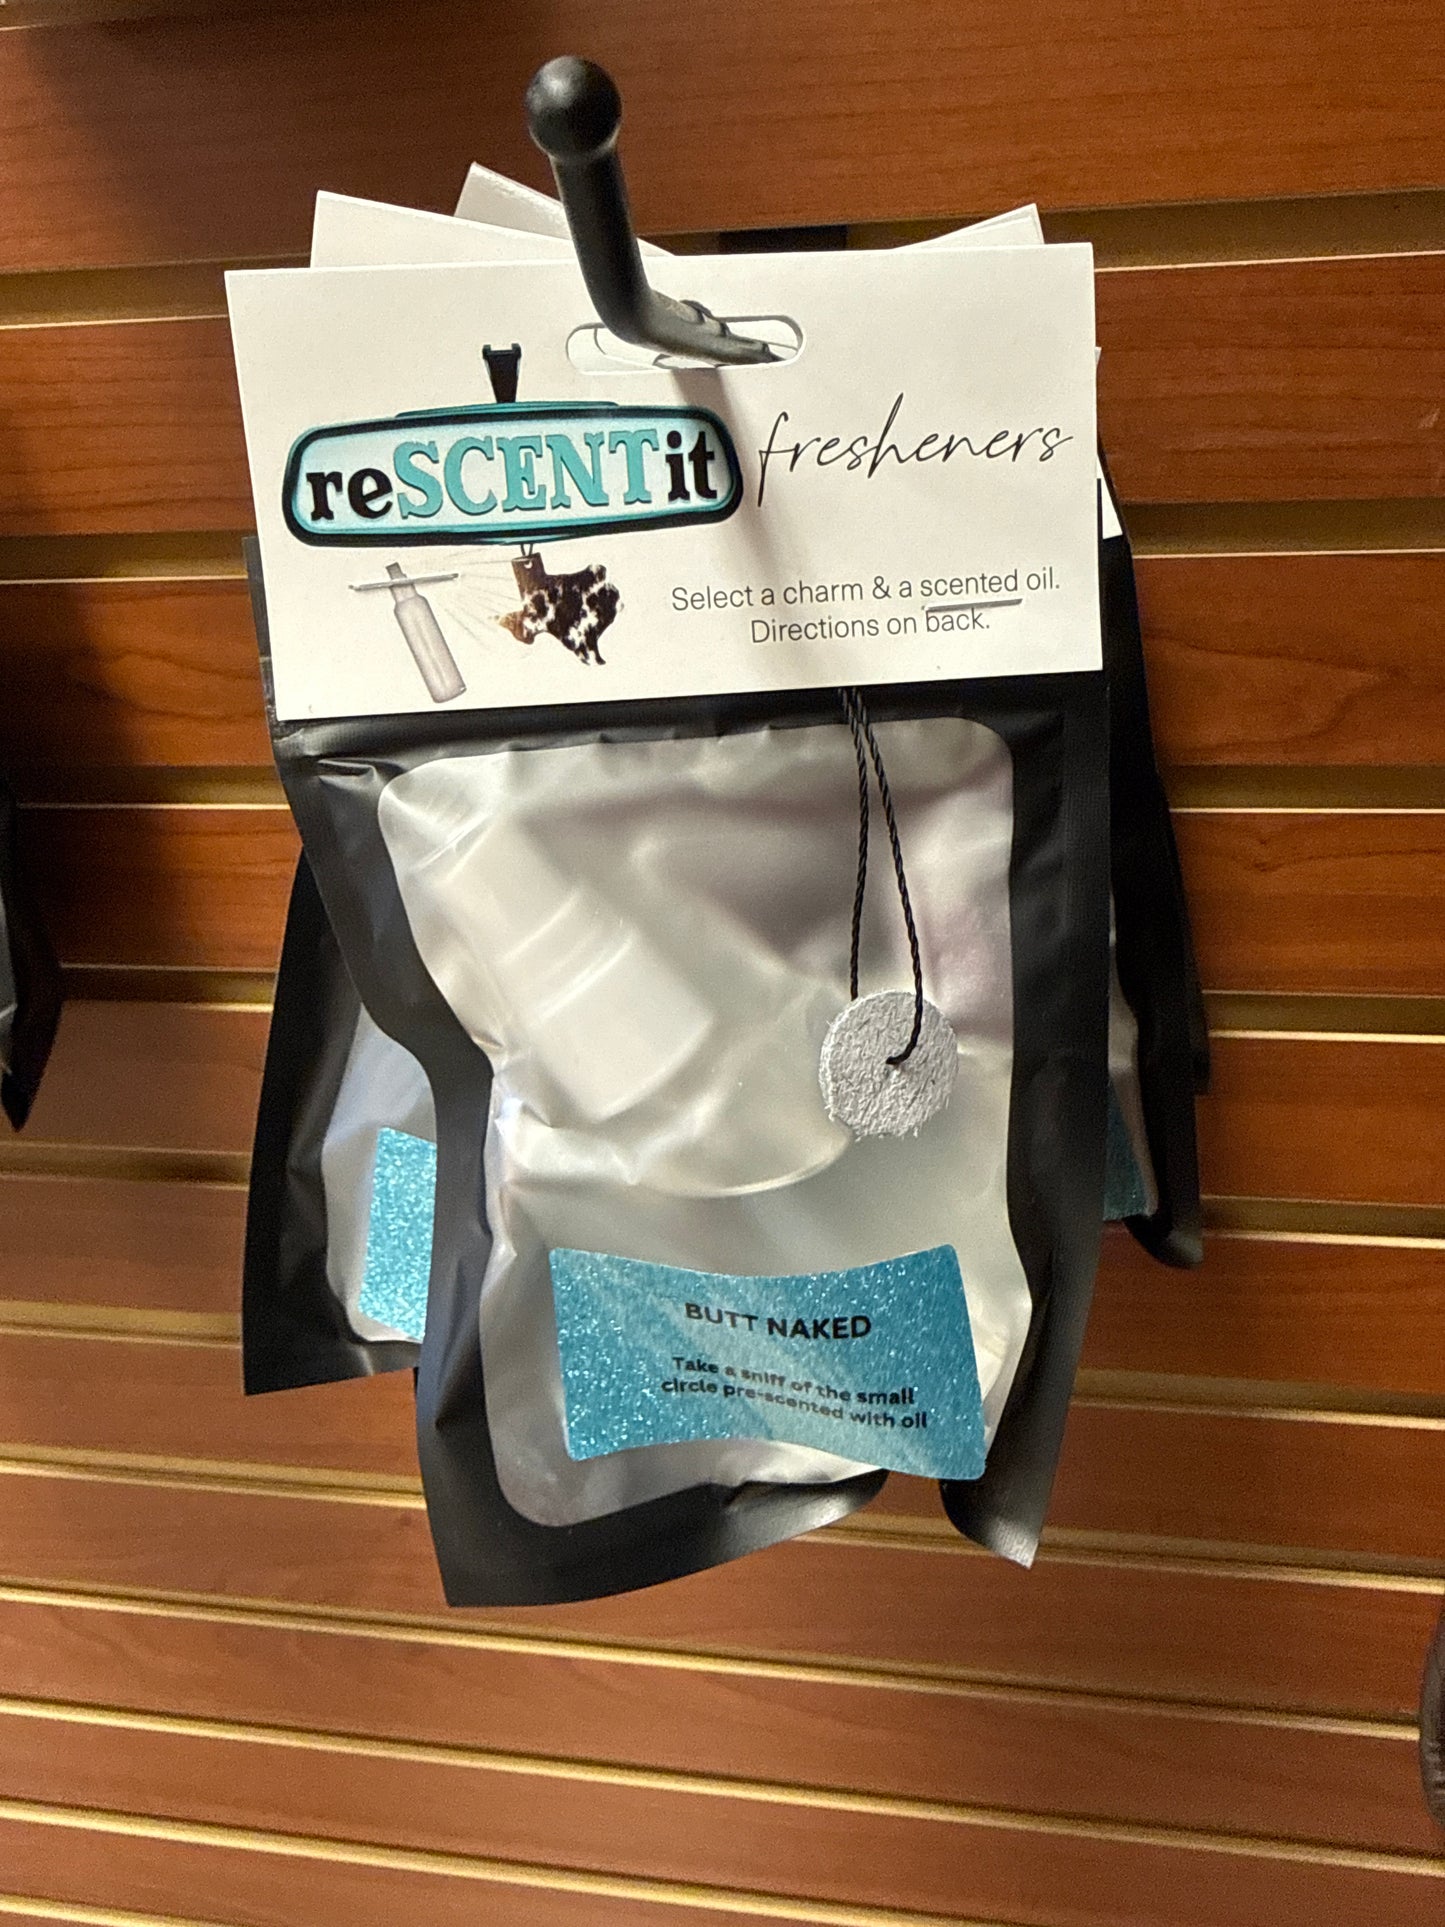 reSCENTit fresheners
Select a charm & a scented oil.
Directions on back.
BUTT NAKED
Take a sniff of the small
circle pre-scented with oil